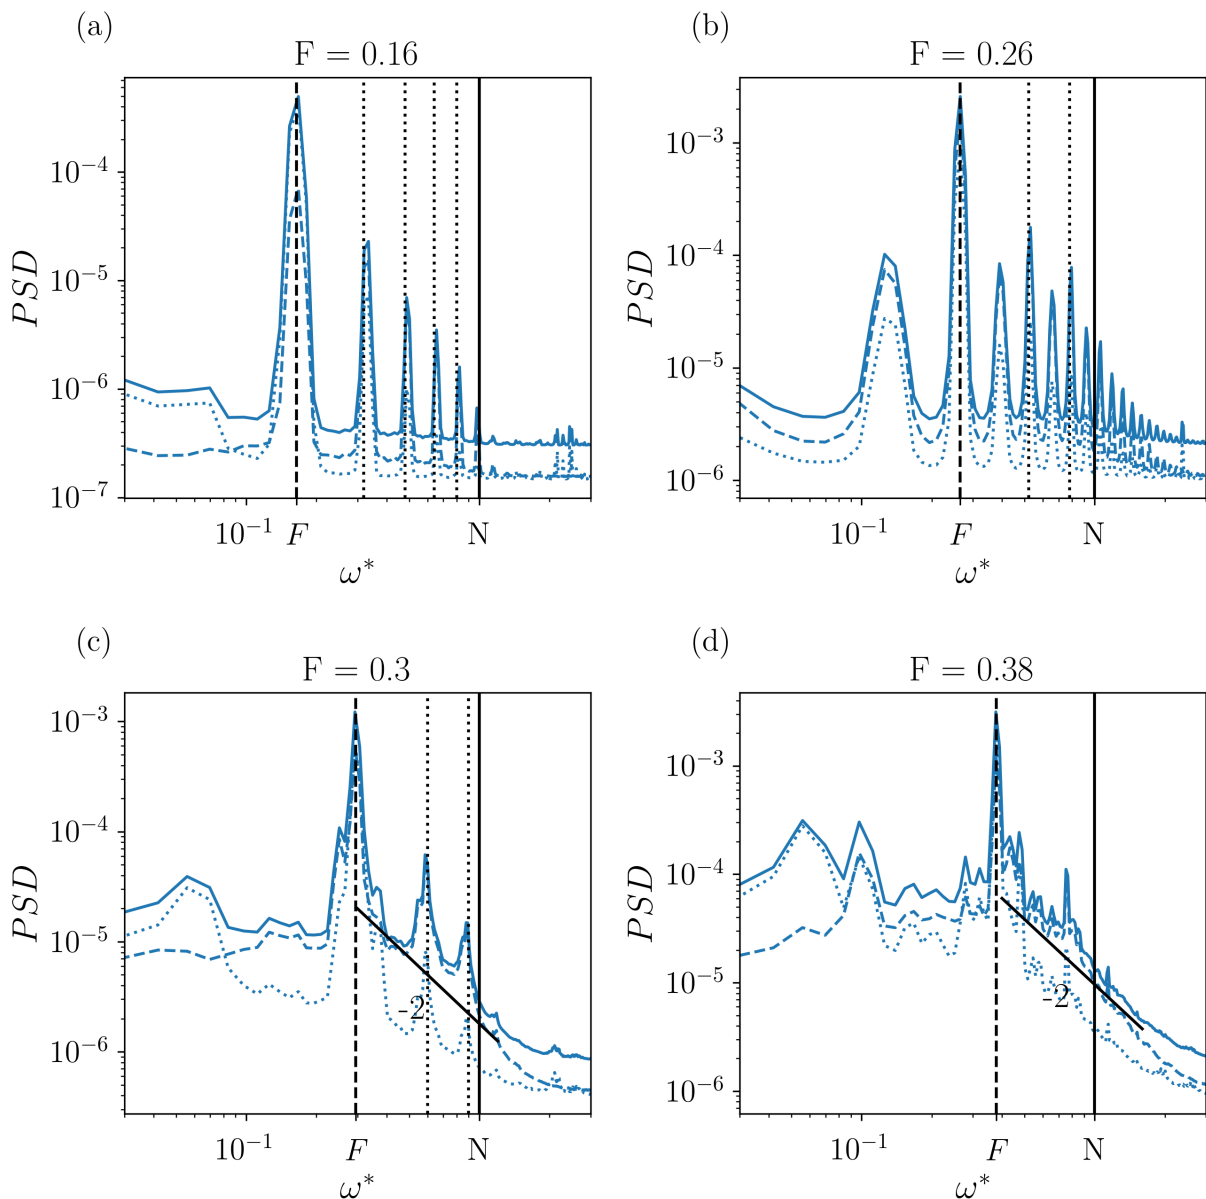 (a)
F = 0.16
10⁻⁴
10⁻⁵
10⁻⁶
10⁻⁷
PSD
10⁻¹ F N
ω*
(b)
F = 0.26
10⁻³
10⁻⁴
10⁻⁵
10⁻⁶
PSD
10⁻¹ F N
ω*
(c)
F = 0.3
10⁻³
10⁻⁴
10⁻⁵
10⁻⁶
PSD
-2
10⁻¹ F N
ω*
(d)
F = 0.38
10⁻³
10⁻⁴
10⁻⁵
10⁻⁶
PSD
-2
10⁻¹ F N
ω*